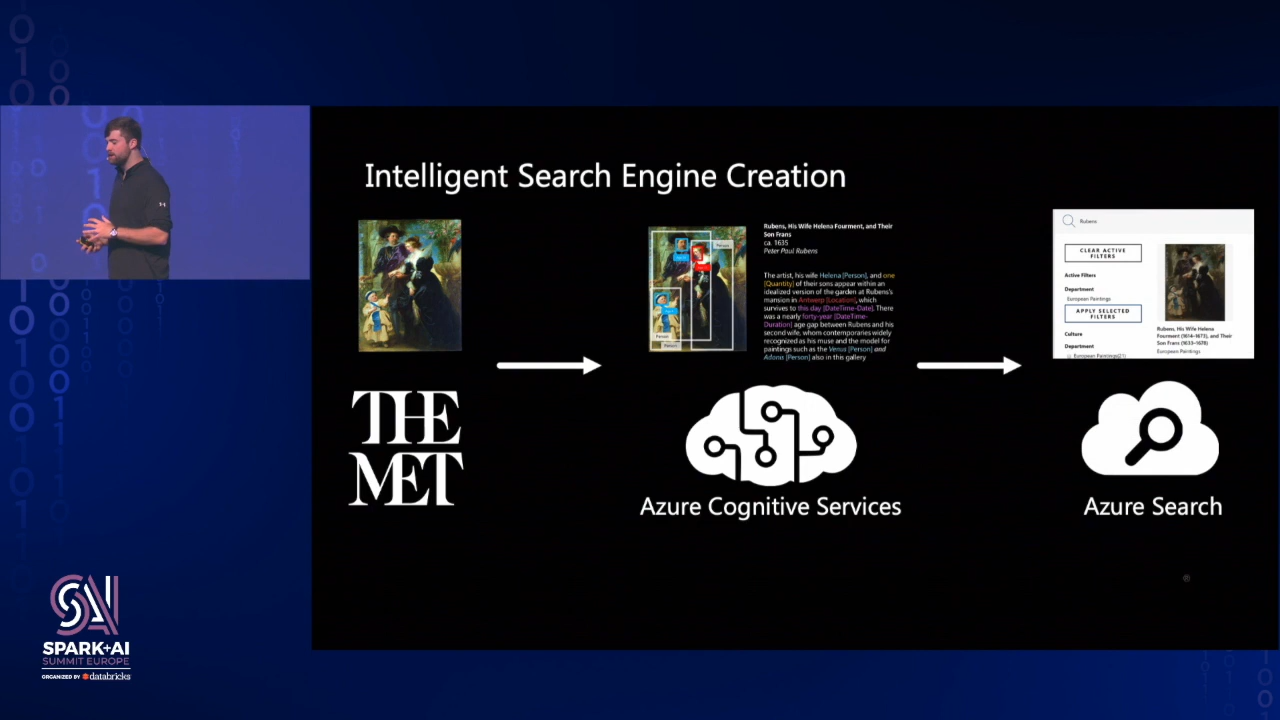 Intelligent Search Engine Creation
Rubens, His Wife Helena Fourment, and Their
Son Frans
ca. 1635
Peter Paul Rubens
The artist, his wife Helena [Person], and one
[Quantity] of their sons appear within an
idealized version of the garden at Rubens's
mansion in Antwerp [Location], which
survives to this day [DateTime-Date]. There
was a nearly forty-year [DateTime-
Duration] age gap between Rubens and his
second wife, whom contemporaries widely
recognized as his muse and the model for
paintings such as the Venus [Person] and
Adonis [Person] also in this gallery
Person
Person
Person
Rubens
CLEAR ACTIVE
FILTERS
Active Filters
Department
European Paintings
APPLY SELECTED
FILTERS
Culture
Department
European Paintings(21)
Rubens, His Wife Helena
Fourment (1614–1673), and Their
Son Frans (1633–1678)
European Paintings
THE
MET
Azure Cognitive Services
Azure Search
SAI
SPARK+AI
SUMMIT EUROPE
ORGANIZED BY databricks